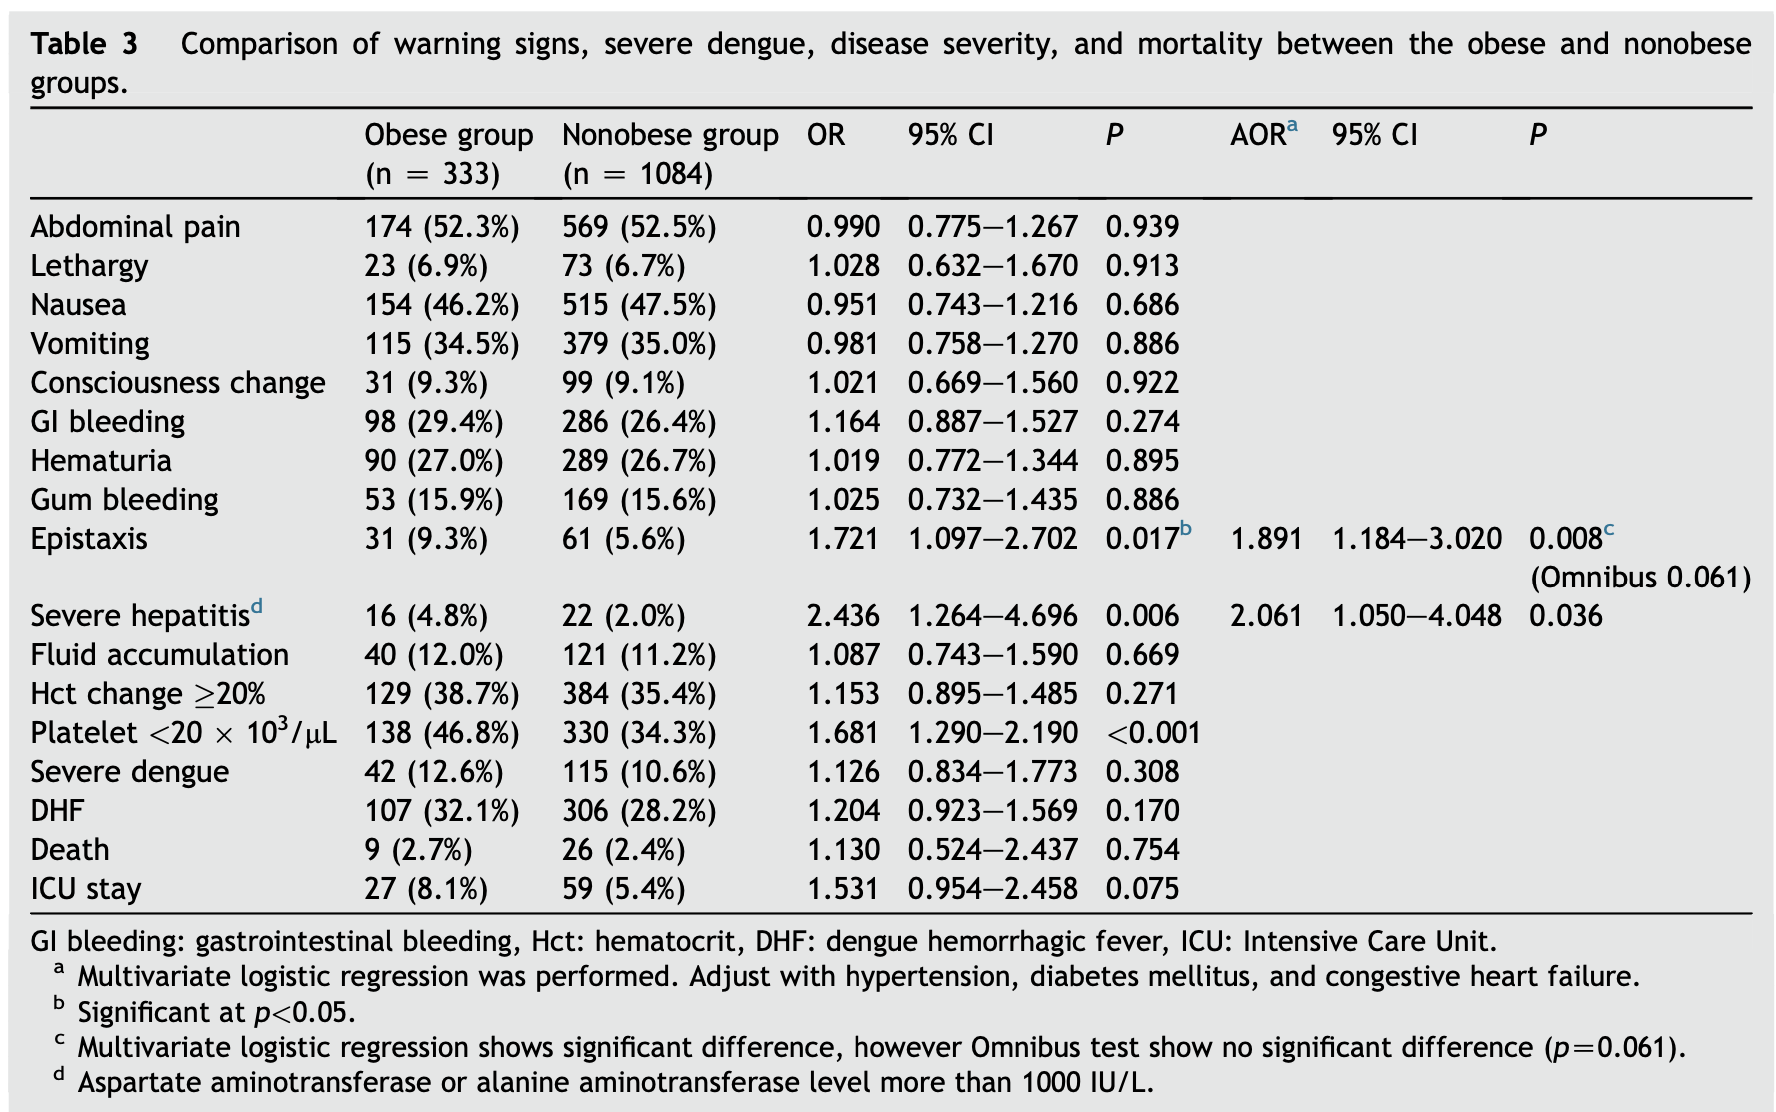 Table 3 Comparison of warning signs, severe dengue, disease severity, and mortality between the obese and nonobese
groups.
Obese group Nonobese group OR 95% CI P AORa 95% CI P
(n = 333) (n = 1084)
Abdominal pain 174 (52.3%) 569 (52.5%) 0.990 0.775–1.267 0.939
Lethargy 23 (6.9%) 73 (6.7%) 1.028 0.632–1.670 0.913
Nausea 154 (46.2%) 515 (47.5%) 0.951 0.743–1.216 0.686
Vomiting 115 (34.5%) 379 (35.0%) 0.981 0.758–1.270 0.886
Consciousness change 31 (9.3%) 99 (9.1%) 1.021 0.669–1.560 0.922
GI bleeding 98 (29.4%) 286 (26.4%) 1.164 0.887–1.527 0.274
Hematuria 90 (27.0%) 289 (26.7%) 1.019 0.772–1.344 0.895
Gum bleeding 53 (15.9%) 169 (15.6%) 1.025 0.732–1.435 0.886
Epistaxis 31 (9.3%) 61 (5.6%) 1.721 1.097–2.702 0.017b 1.891 1.184–3.020 0.008c
(Omnibus 0.061)
Severe hepatitisd 16 (4.8%) 22 (2.0%) 2.436 1.264–4.696 0.006 2.061 1.050–4.048 0.036
Fluid accumulation 40 (12.0%) 121 (11.2%) 1.087 0.743–1.590 0.669
Hct change ≥20% 129 (38.7%) 384 (35.4%) 1.153 0.895–1.485 0.271
Platelet <20 × 10³/μL 138 (46.8%) 330 (34.3%) 1.681 1.290–2.190 <0.001
Severe dengue 42 (12.6%) 115 (10.6%) 1.126 0.834–1.773 0.308
DHF 107 (32.1%) 306 (28.2%) 1.204 0.923–1.569 0.170
Death 9 (2.7%) 26 (2.4%) 1.130 0.524–2.437 0.754
ICU stay 27 (8.1%) 59 (5.4%) 1.531 0.954–2.458 0.075
GI bleeding: gastrointestinal bleeding, Hct: hematocrit, DHF: dengue hemorrhagic fever, ICU: Intensive Care Unit.
a Multivariate logistic regression was performed. Adjust with hypertension, diabetes mellitus, and congestive heart failure.
b Significant at p<0.05.
c Multivariate logistic regression shows significant difference, however Omnibus test show no significant difference (p=0.061).
d Aspartate aminotransferase or alanine aminotransferase level more than 1000 IU/L.